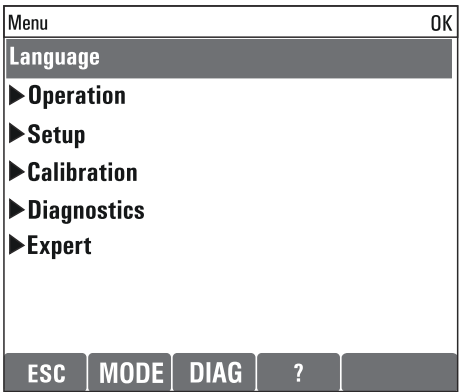 Menu OK
Language
▶Operation
▶Setup
▶Calibration
▶Diagnostics
▶Expert
ESC MODE DIAG ?